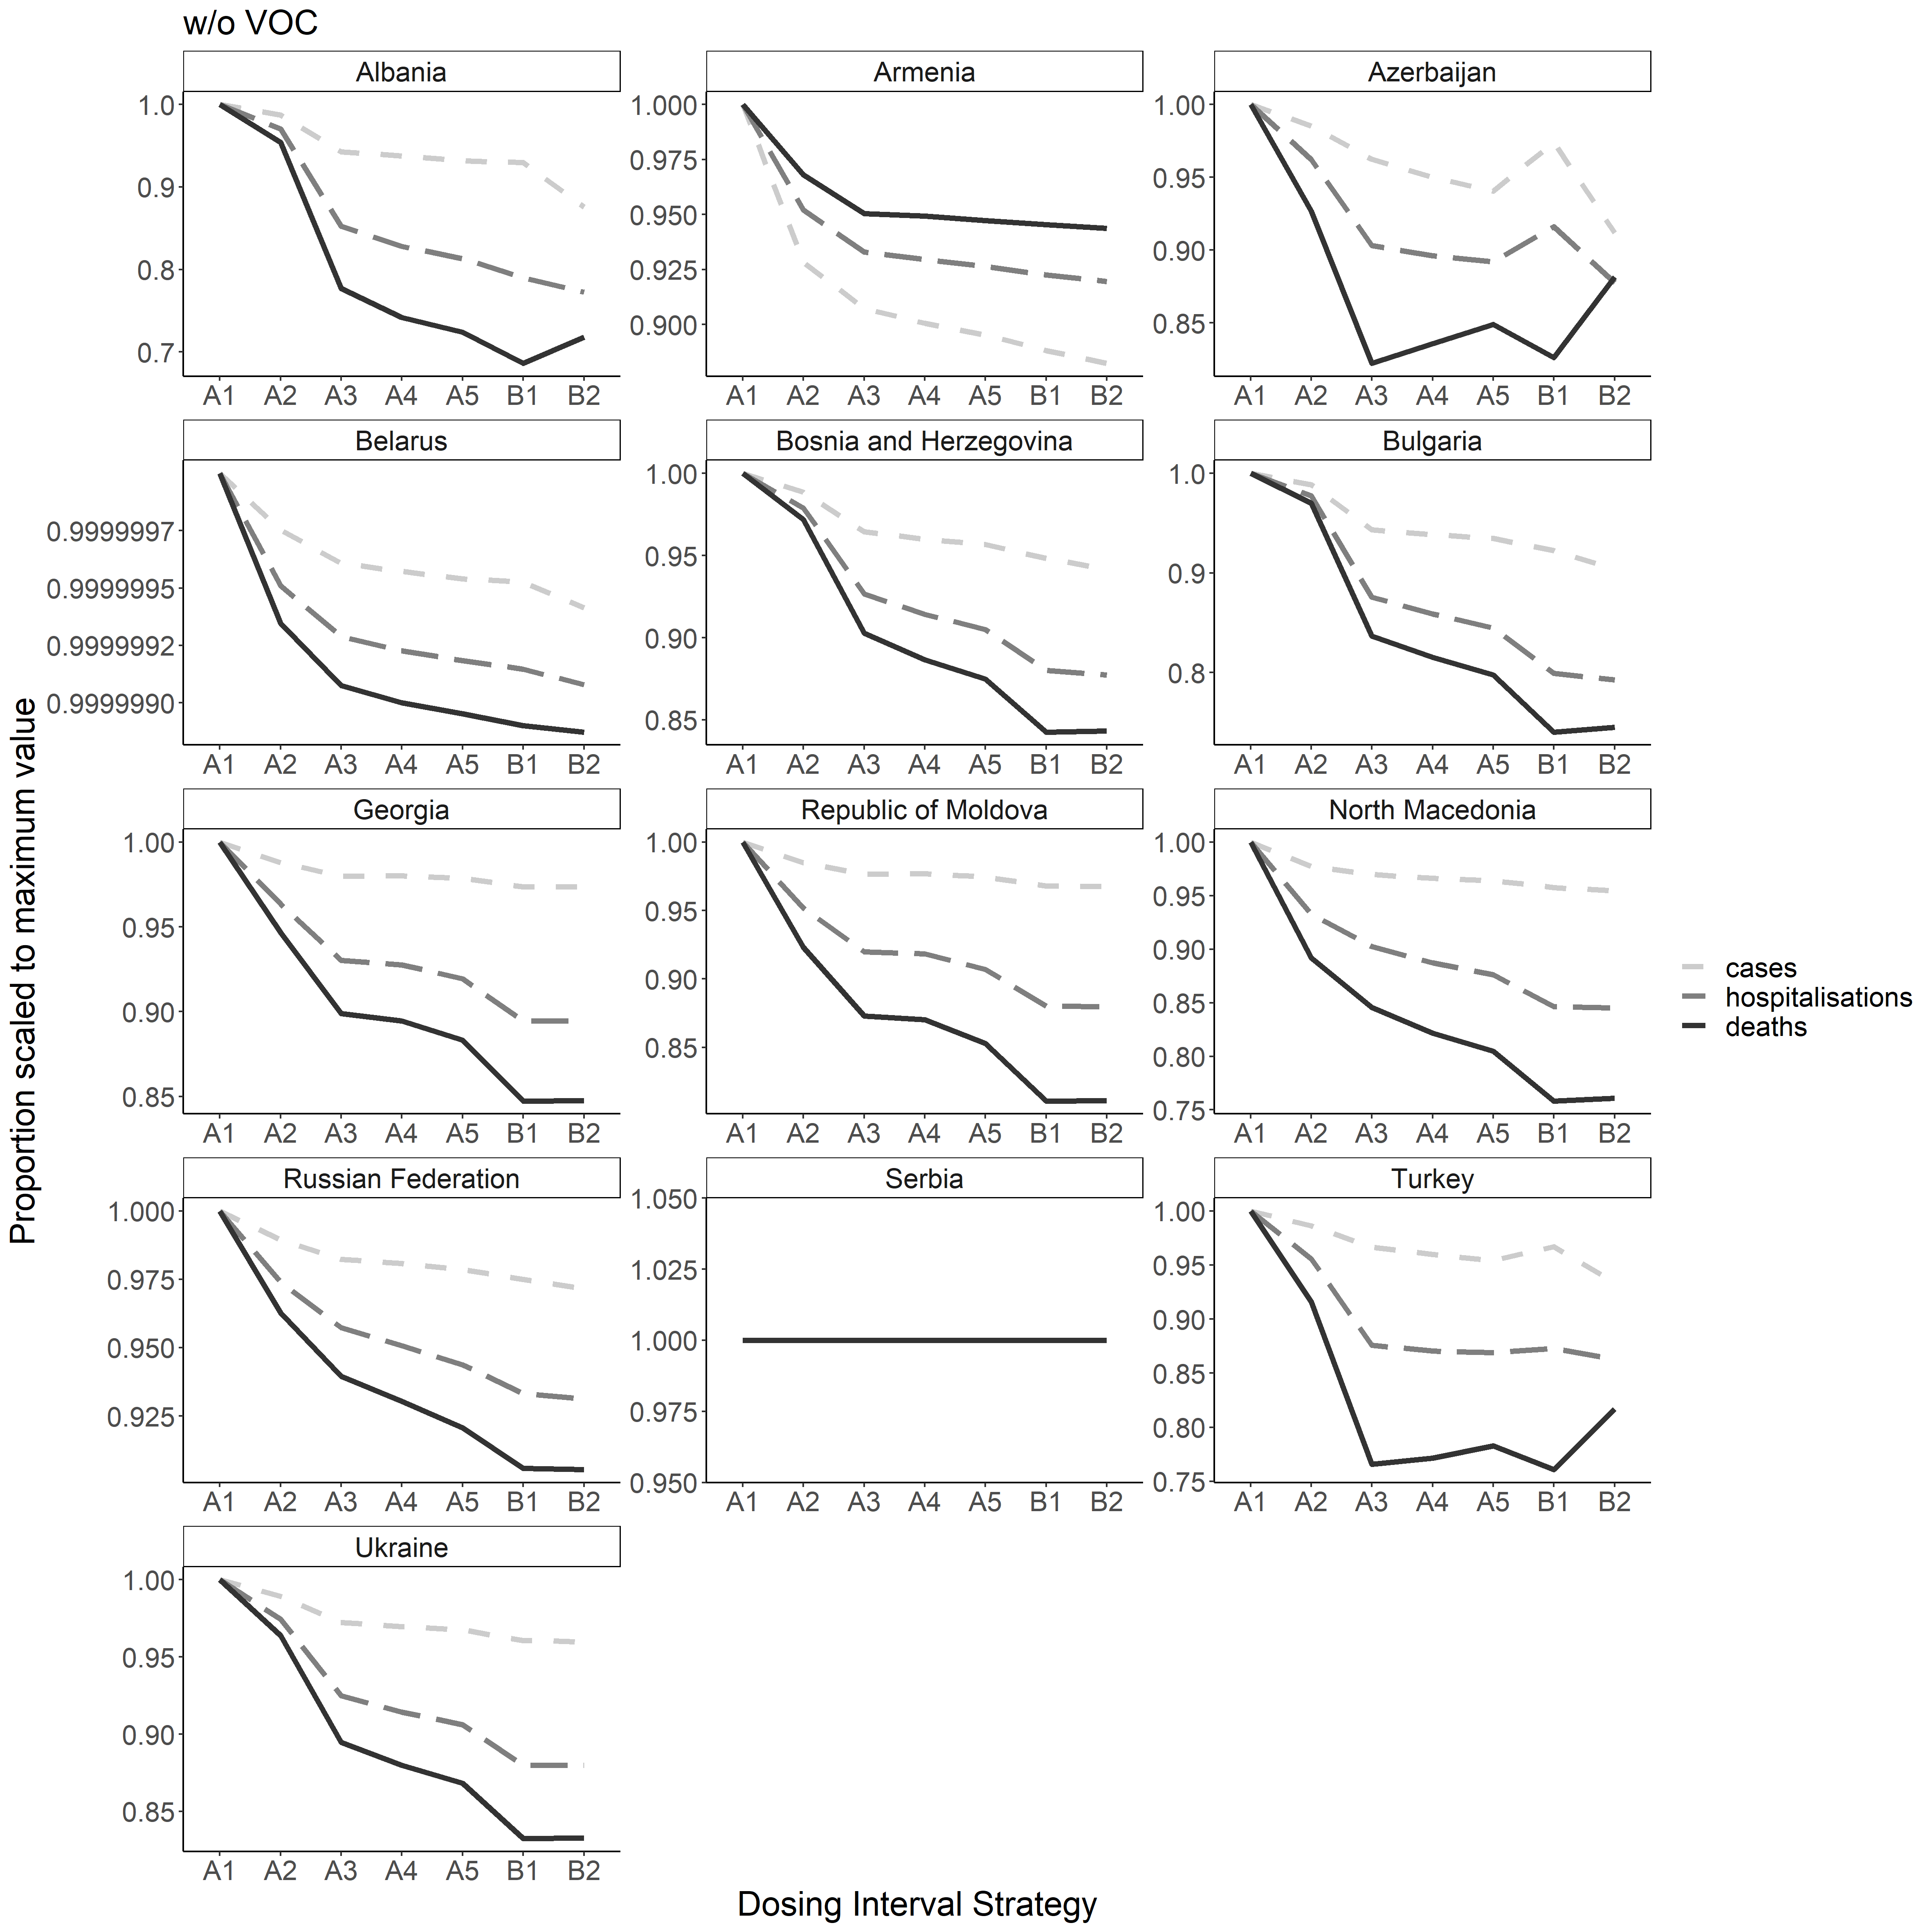 w/o VOC
Albania
Armenia
Azerbaijan
1.0
0.9
0.8
0.7
1.000
0.975
0.950
0.925
0.900
1.00
0.95
0.90
0.85
A1 A2 A3 A4 A5 B1 B2
A1 A2 A3 A4 A5 B1 B2
A1 A2 A3 A4 A5 B1 B2
Belarus
Bosnia and Herzegovina
Bulgaria
0.9999997
0.9999995
0.9999992
0.9999990
1.00
0.95
0.90
0.85
1.0
0.9
0.8
A1 A2 A3 A4 A5 B1 B2
A1 A2 A3 A4 A5 B1 B2
A1 A2 A3 A4 A5 B1 B2
Georgia
Republic of Moldova
North Macedonia
1.00
0.95
0.90
0.85
1.00
0.95
0.90
0.85
1.00
0.95
0.90
0.85
0.80
0.75
A1 A2 A3 A4 A5 B1 B2
A1 A2 A3 A4 A5 B1 B2
A1 A2 A3 A4 A5 B1 B2
Russian Federation
Serbia
Turkey
1.000
0.975
0.950
0.925
1.050
1.025
1.000
0.975
0.950
1.00
0.95
0.90
0.85
0.80
0.75
A1 A2 A3 A4 A5 B1 B2
A1 A2 A3 A4 A5 B1 B2
A1 A2 A3 A4 A5 B1 B2
Ukraine
1.00
0.95
0.90
0.85
A1 A2 A3 A4 A5 B1 B2
Proportion scaled to maximum value
Dosing Interval Strategy
cases
hospitalisations
deaths